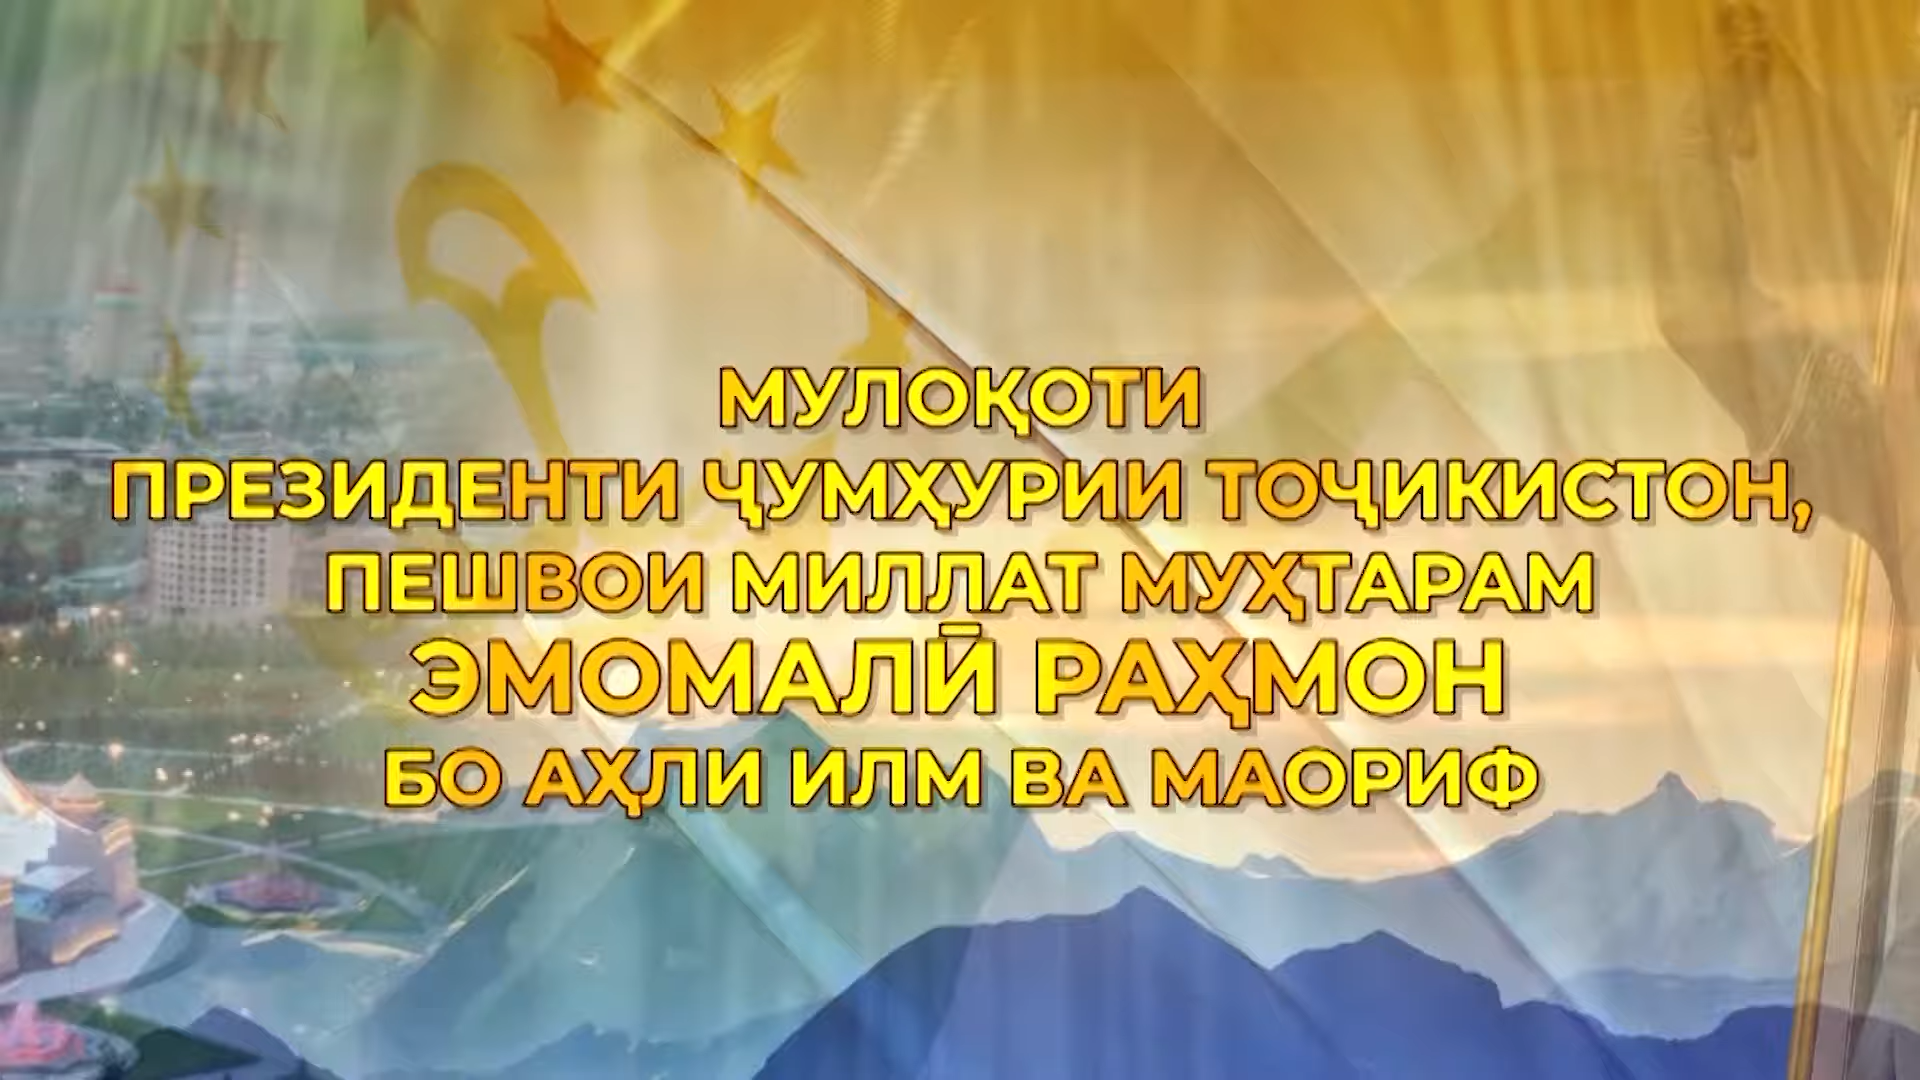 МУЛОҚОТИ
ПРЕЗИДЕНТИ ҶУМҲУРИИ ТОҶИКИСТОН,
ПЕШВОИ МИЛЛАТ МУҲТАРАМ
ЭМОМАЛӢ РАҲМОН
БО АҲЛИ ИЛМ ВА МАОРИФ